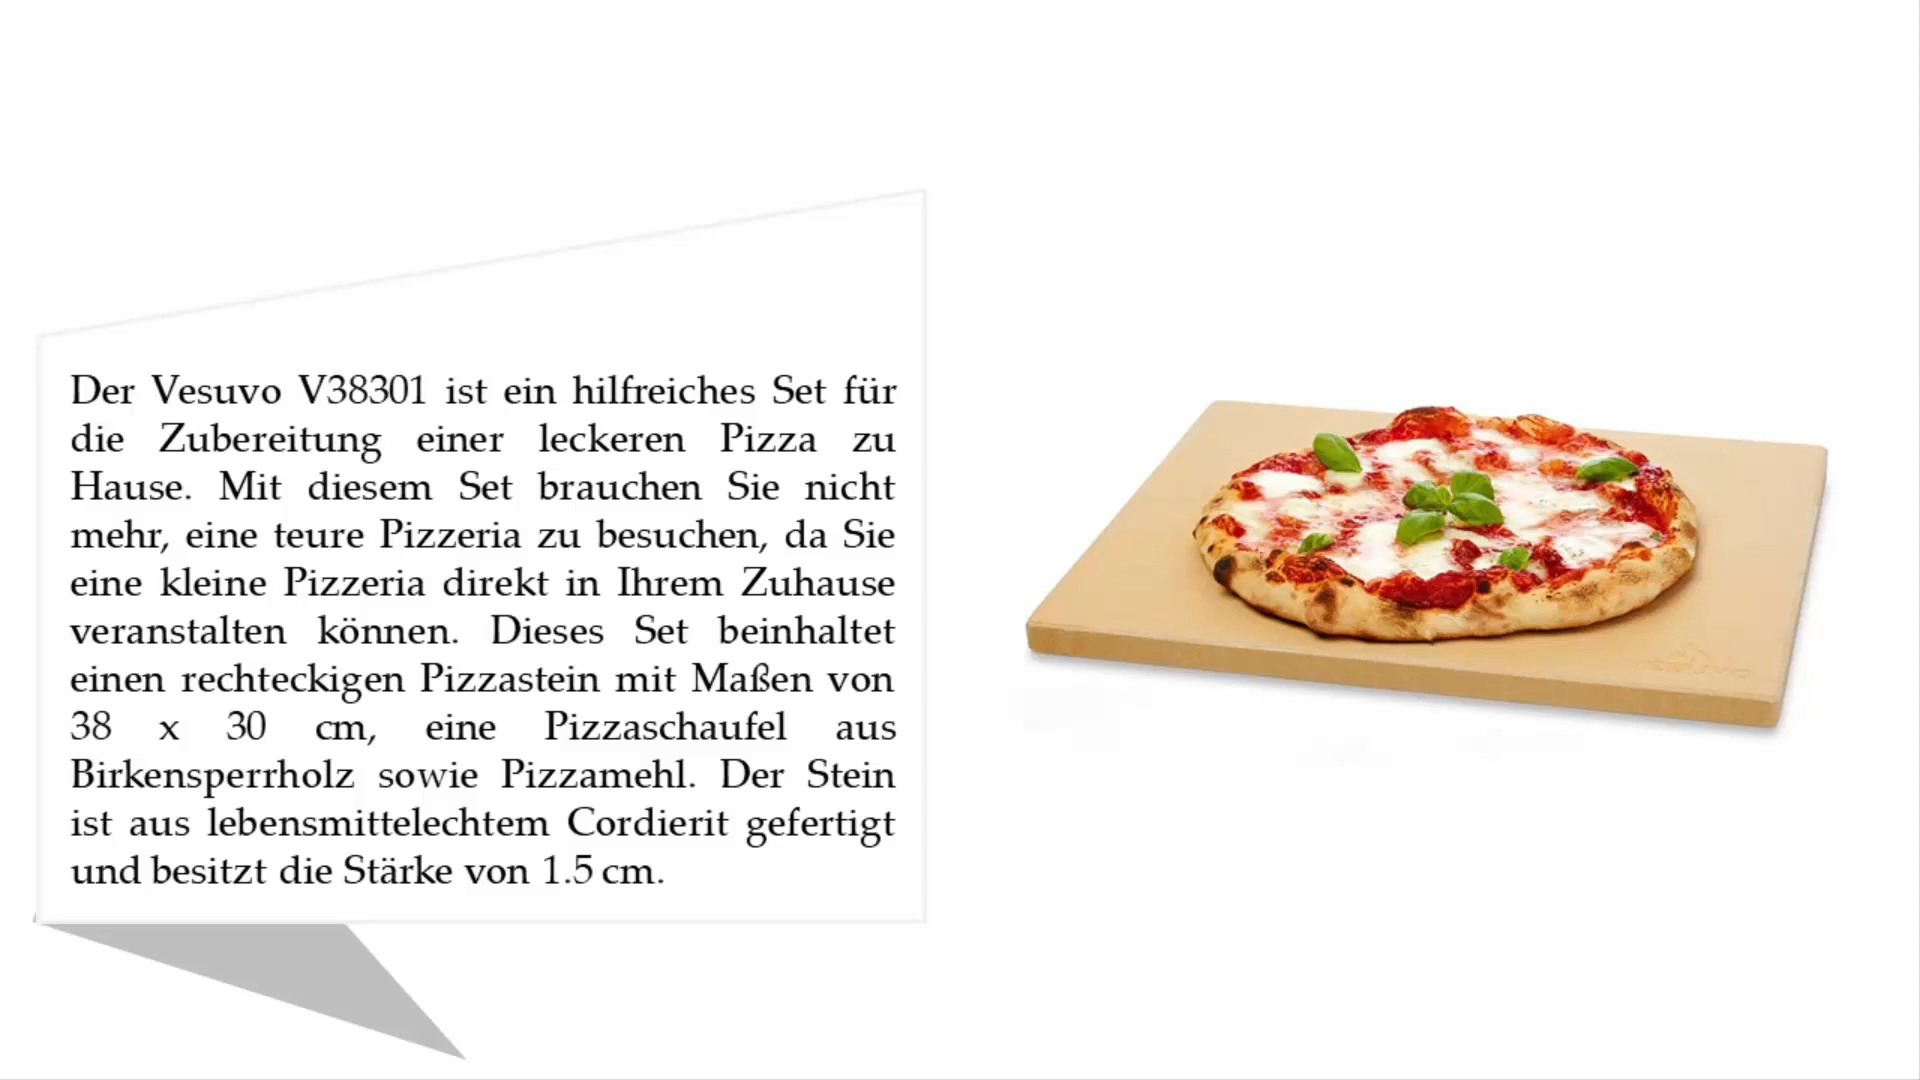 Der Vesuvo V38301 ist ein hilfreiches Set für
die Zubereitung einer leckeren Pizza zu
Hause. Mit diesem Set brauchen Sie nicht
mehr, eine teure Pizzeria zu besuchen, da Sie
eine kleine Pizzeria direkt in Ihrem Zuhause
veranstalten können. Dieses Set beinhaltet
einen rechteckigen Pizzastein mit Maßen von
38 x 30 cm, eine Pizzaschaufel aus
Birkensperrholz sowie Pizzamehl. Der Stein
ist aus lebensmittelechtem Cordierit gefertigt
und besitzt die Stärke von 1.5 cm.